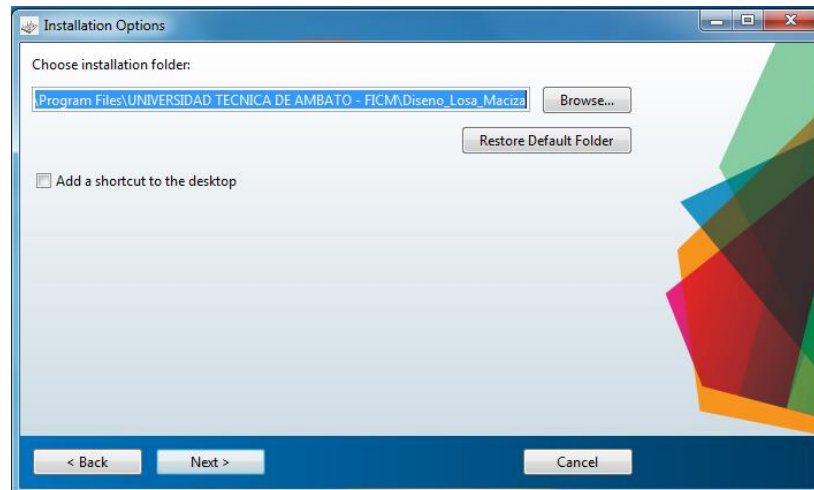 Installation Options
Choose installation folder:
\Program Files\UNIVERSIDAD TECNICA DE AMBATO - FICM\Diseno_Losa_Maciza Browse...
Restore Default Folder
Add a shortcut to the desktop
< Back Next > Cancel